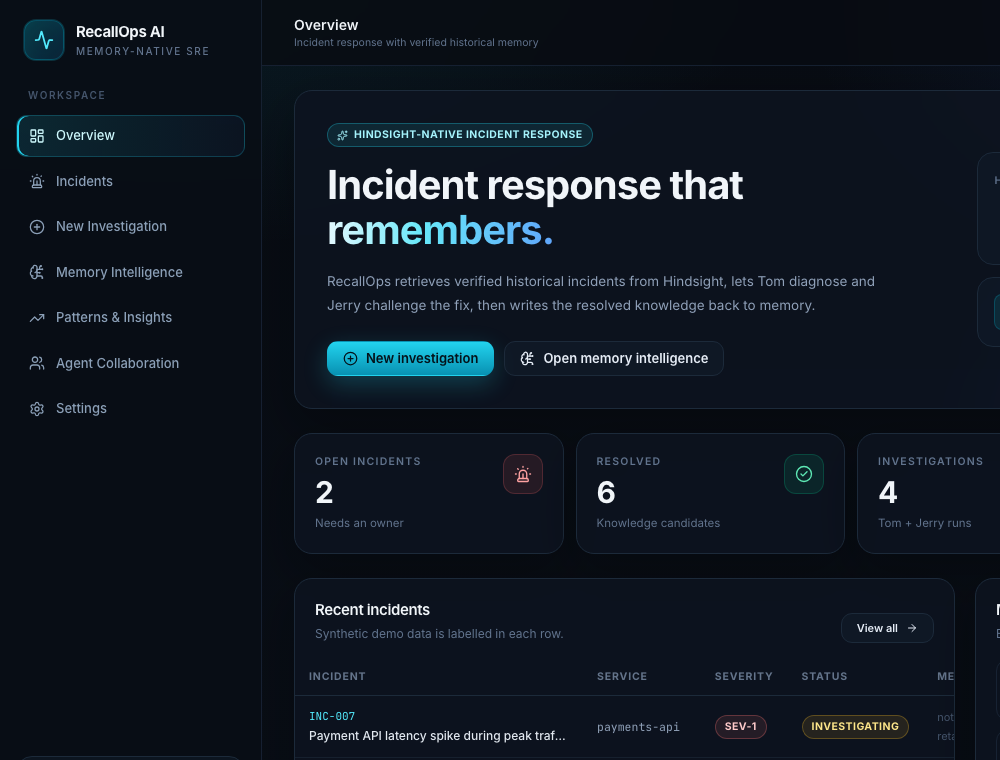 RecallOps AI
MEMORY-NATIVE SRE
WORKSPACE
Overview
Incidents
New Investigation
Memory Intelligence
Patterns & Insights
Agent Collaboration
Settings
Overview
Incident response with verified historical memory
HINDSIGHT-NATIVE INCIDENT RESPONSE
Incident response that
remembers.
RecallOps retrieves verified historical incidents from Hindsight, lets Tom diagnose and
Jerry challenge the fix, then writes the resolved knowledge back to memory.
New investigation
Open memory intelligence
OPEN INCIDENTS
2
Needs an owner
RESOLVED
6
Knowledge candidates
INVESTIGATIONS
4
Tom + Jerry runs
Recent incidents
Synthetic demo data is labelled in each row.
View all
INCIDENT SERVICE SEVERITY STATUS ME
INC-007
Payment API latency spike during peak traf...
payments-api
SEV-1
INVESTIGATING
not